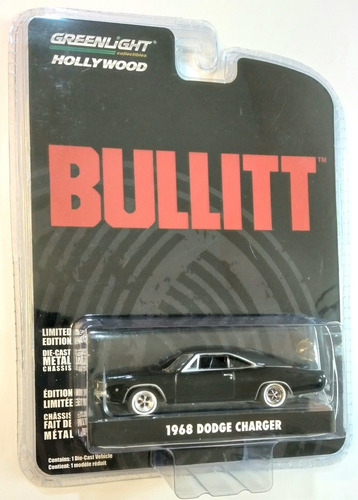 GREENLIGHT
collectibles
HOLLYWOOD
BULLITT™
LIMITED
EDITION
DIE-CAST
METAL
CHASSIS
ÉDITION
LIMITÉE
CHÂSSIS
FAIT DE
MÉTAL
Contains: 1 Die-Cast Vehicle
Contient: 1 modèle réduit
1968 DODGE CHARGER